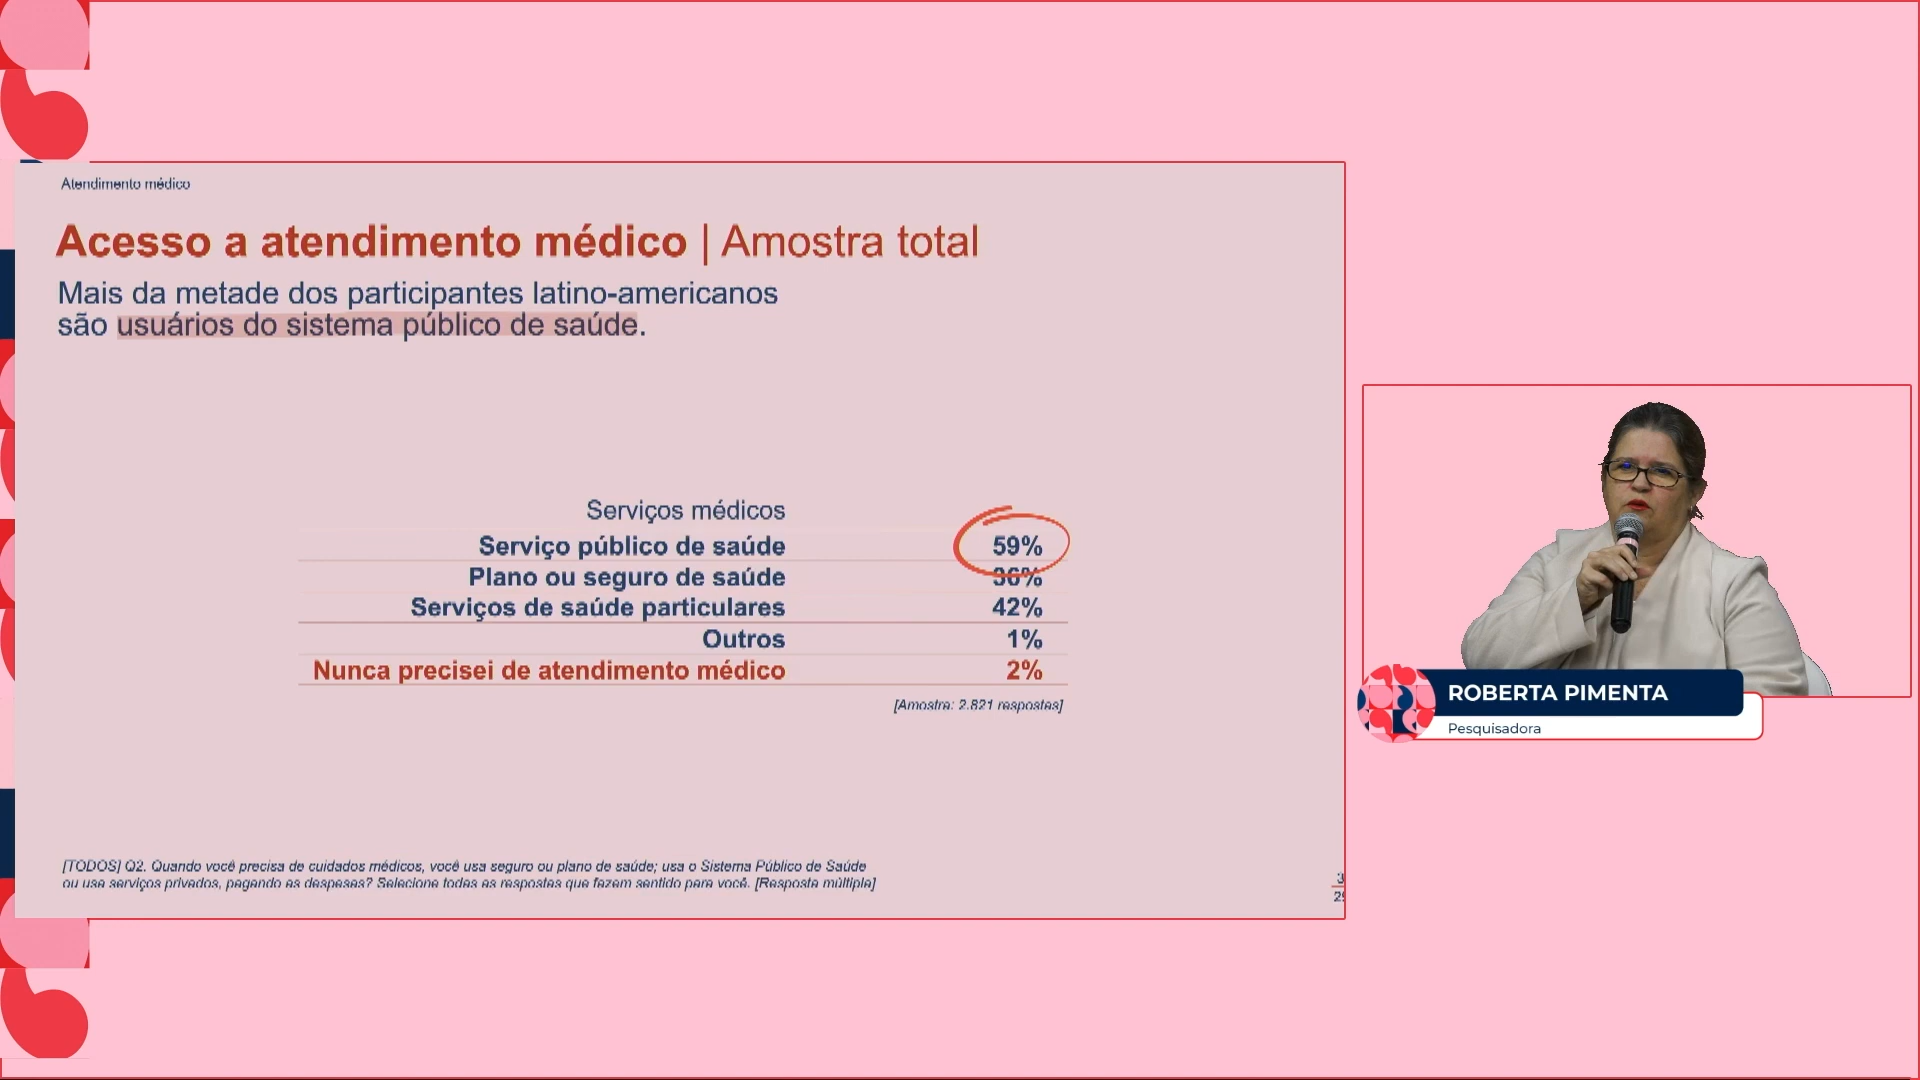 Atendimento médico
Acesso a atendimento médico | Amostra total
Mais da metade dos participantes latino-americanos
são usuários do sistema público de saúde.
Serviços médicos
Serviço público de saúde 59%
Plano ou seguro de saúde 36%
Serviços de saúde particulares 42%
Outros 1%
Nunca precisei de atendimento médico 2%
[Amostra: 2.821 respostas]
[TODOS] Q2. Quando você precisa de cuidados médicos, você usa seguro ou plano de saúde; usa o Sistema Público de Saúde
ou usa serviços privados, pagando as despesas? Selecione todas as respostas que fazem sentido para você. [Resposta múltipla]
ROBERTA PIMENTA
Pesquisadora